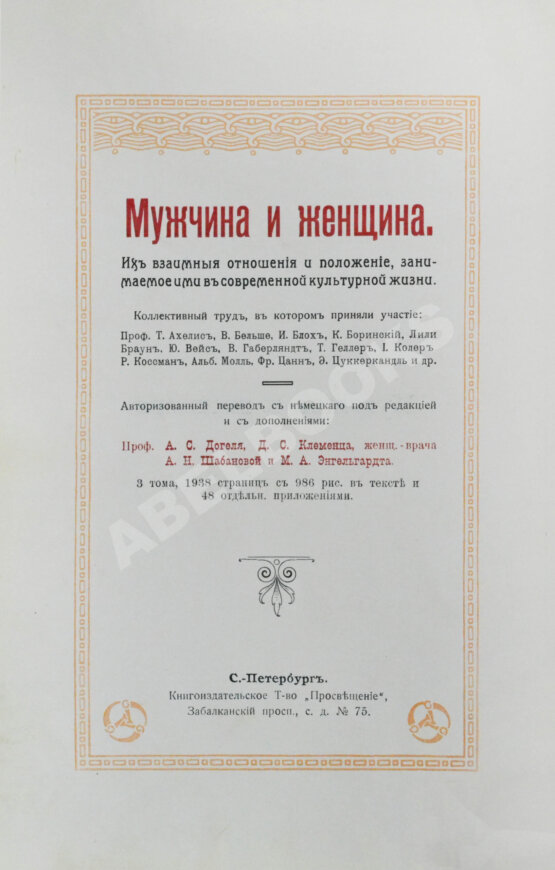 Мужчина и женщина.
Ихъ взаимныя отношенія и положеніе, зани-
маемое ими въ современной культурной жизни.
Коллективный трудъ, въ которомъ приняли участіе:
Проф. Т. Ахелисъ, В. Бельше, И. Блохъ, К. Боринскій, Лили
Браунъ, Ю. Вейсъ, В. Габерляндтъ, Т. Геллеръ, І. Колеръ
Р. Коссманъ, Альб. Молль, Фр. Цаннъ, Э. Цуккеркандль и др.
Авторизованный переводъ съ нѣмецкаго подъ редакціей
и съ дополненіями:
Проф. А. С. Догеля, Д. С. Клеменца, женщ.-врача
А. Н. Шабановой и М. А. Энгельгардта.
3 тома, 1938 страницъ съ 986 рис. въ текстѣ и
48 отдѣльн. приложеніями.
С.-Петербургъ.
Книгоиздательское Т-во „Просвѣщеніе“,
Забалканскій просп., с. д. № 75.